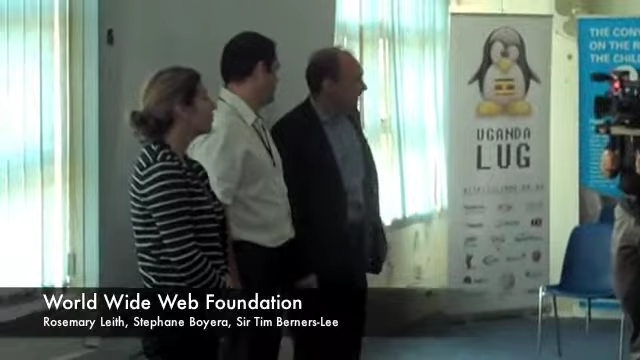 UGANDA
LUG
THE CONV
ON THE R
THE CHIL
World Wide Web Foundation
Rosemary Leith, Stephane Boyera, Sir Tim Berners-Lee